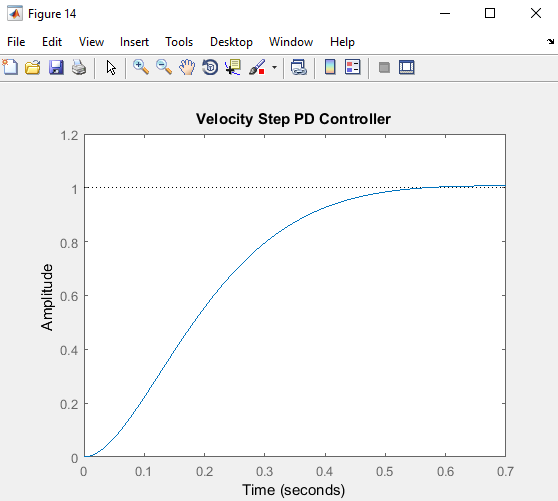 Figure 14
File Edit View Insert Tools Desktop Window Help
Velocity Step PD Controller
1.2
1
0.8
0.6
0.4
0.2
0
Amplitude
0 0.1 0.2 0.3 0.4 0.5 0.6 0.7
Time (seconds)